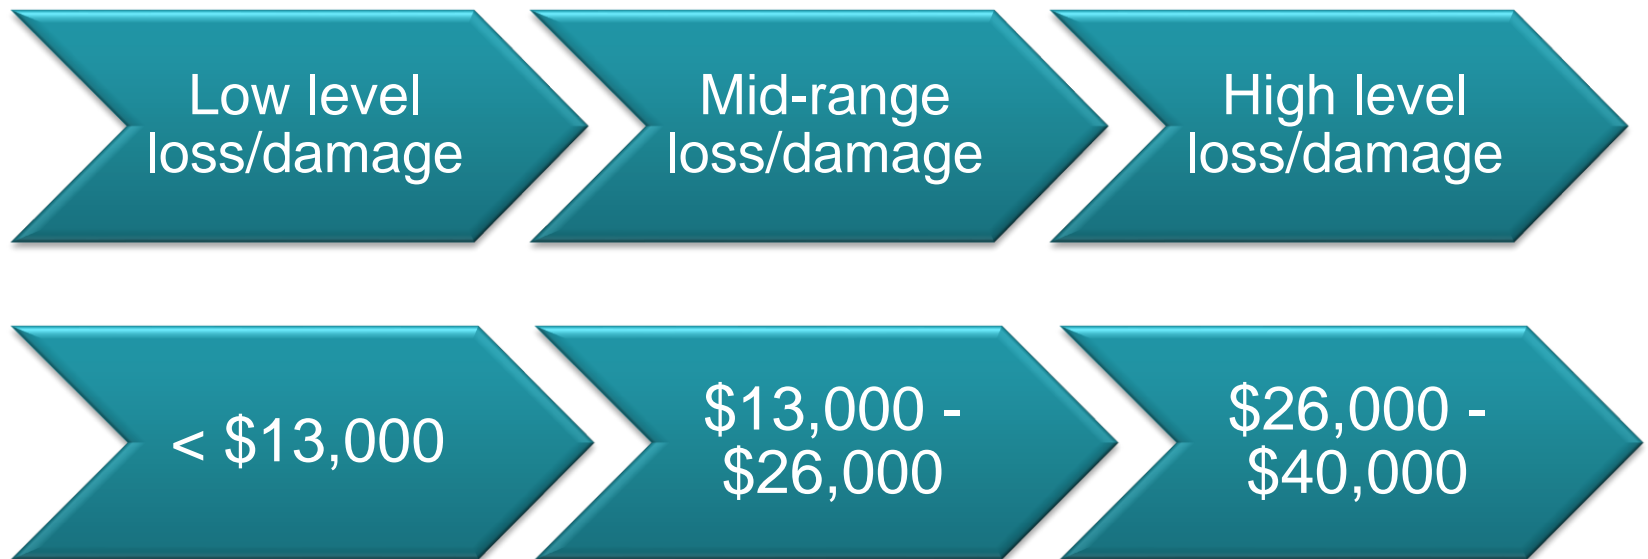 Low level
loss/damage
Mid-range
loss/damage
High level
loss/damage
< $13,000
$13,000 -
$26,000
$26,000 -
$40,000